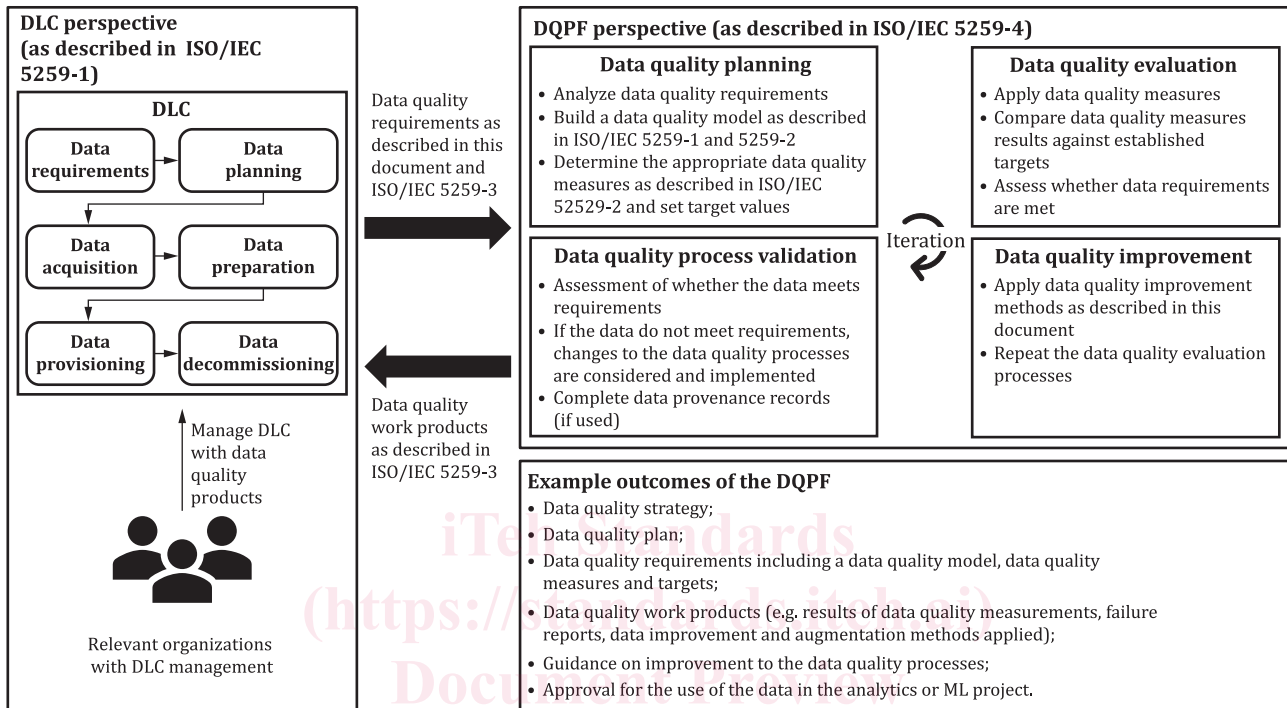 DLC perspective
(as described in ISO/IEC
5259-1)
DLC
Data
requirements
Data
planning
Data
acquisition
Data
preparation
Data
provisioning
Data
decommissioning
Manage DLC
with data
quality
products
Relevant organizations
with DLC management
Data quality
requirements as
described in this
document and
ISO/IEC 5259-3
Data quality
work products
as described in
ISO/IEC 5259-3
DQPF perspective (as described in ISO/IEC 5259-4)
Data quality planning
• Analyze data quality requirements
• Build a data quality model as described
in ISO/IEC 5259-1 and 5259-2
• Determine the appropriate data quality
measures as described in ISO/IEC
52529-2 and set target values
Data quality evaluation
• Apply data quality measures
• Compare data quality measures
results against established
targets
• Assess whether data requirements
are met
Iteration
Data quality process validation
• Assessment of whether the data meets
requirements
• If the data do not meet requirements,
changes to the data quality processes
are considered and implemented
• Complete data provenance records
(if used)
Data quality improvement
• Apply data quality improvement
methods as described in this
document
• Repeat the data quality evaluation
processes
Example outcomes of the DQPF
• Data quality strategy;
• Data quality plan;
• Data quality requirements including a data quality model, data quality
measures and targets;
• Data quality work products (e.g. results of data quality measurements, failure
reports, data improvement and augmentation methods applied);
• Guidance on improvement to the data quality processes;
• Approval for the use of the data in the analytics or ML project.
iTeh Standards
(https://standards.iteh.ai)
Document Preview